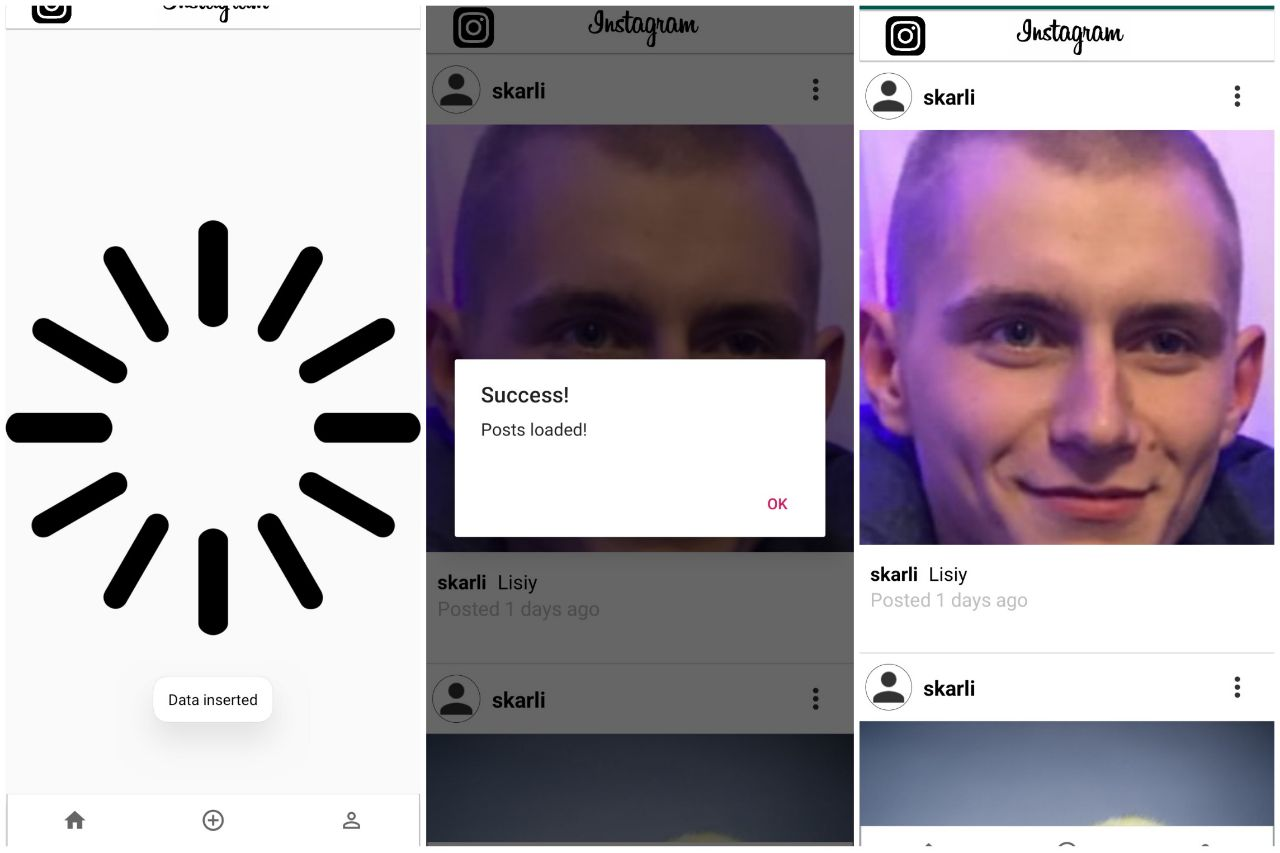 Instagram
Data inserted
Instagram
skarli
Success!
Posts loaded!
OK
skarli Lisiy
Posted 1 days ago
skarli
Instagram
skarli
skarli Lisiy
Posted 1 days ago
skarli